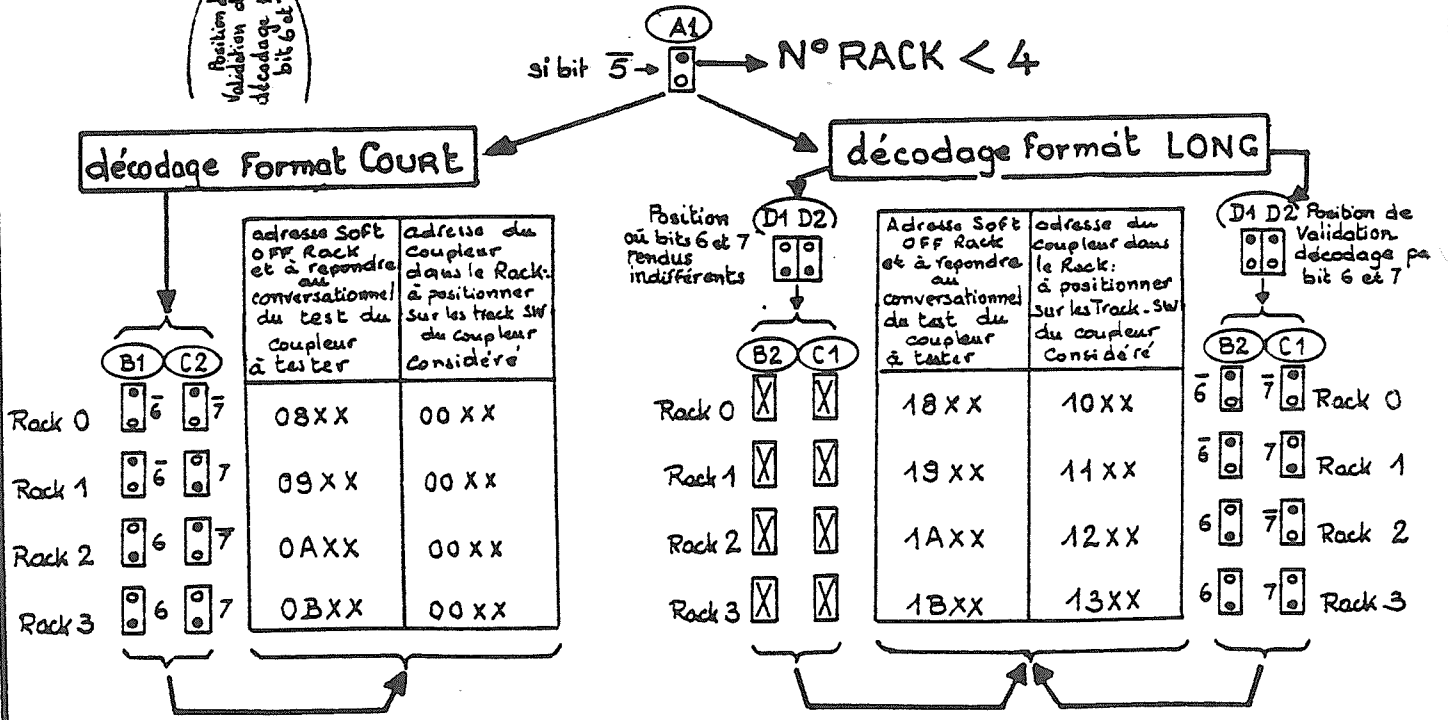 Position d
Validation d
décodage
bit 6 et
A1
si bit 5̅ → N° RACK < 4
décodage Format COURT
décodage format LONG
adresse Soft
OFF Rack
et à repondre
au
conversationnel
du test du
coupleur
à tester
adresse du
Coupleur
dans le Rack:
à positionner
sur les track SW
du coupleur
Considéré
B1 C2
Rack 0 6̅ 7̅ 08XX 00XX
Rack 1 6̅ 7 09XX 00XX
Rack 2 6 7̅ 0AXX 00XX
Rack 3 6 7 0BXX 00XX
Position
où bits 6 et 7
rendus
indifférents
D1 D2
Adresse Soft
OFF Rack
et à repondre
au
conversationnel
du test du
coupleur
à tester
adresse du
coupleur dans
le Rack:
à positionner
sur les Track-SW
du coupleur
Considéré
D1 D2
Position de
Validation
décodage pa
bit 6 et 7
B2 C1
B2 C1
Rack 0 18XX 10XX 6̅ 7̅ Rack 0
Rack 1 19XX 11XX 6̅ 7 Rack 1
Rack 2 1AXX 12XX 6 7̅ Rack 2
Rack 3 1BXX 13XX 6 7 Rack 3